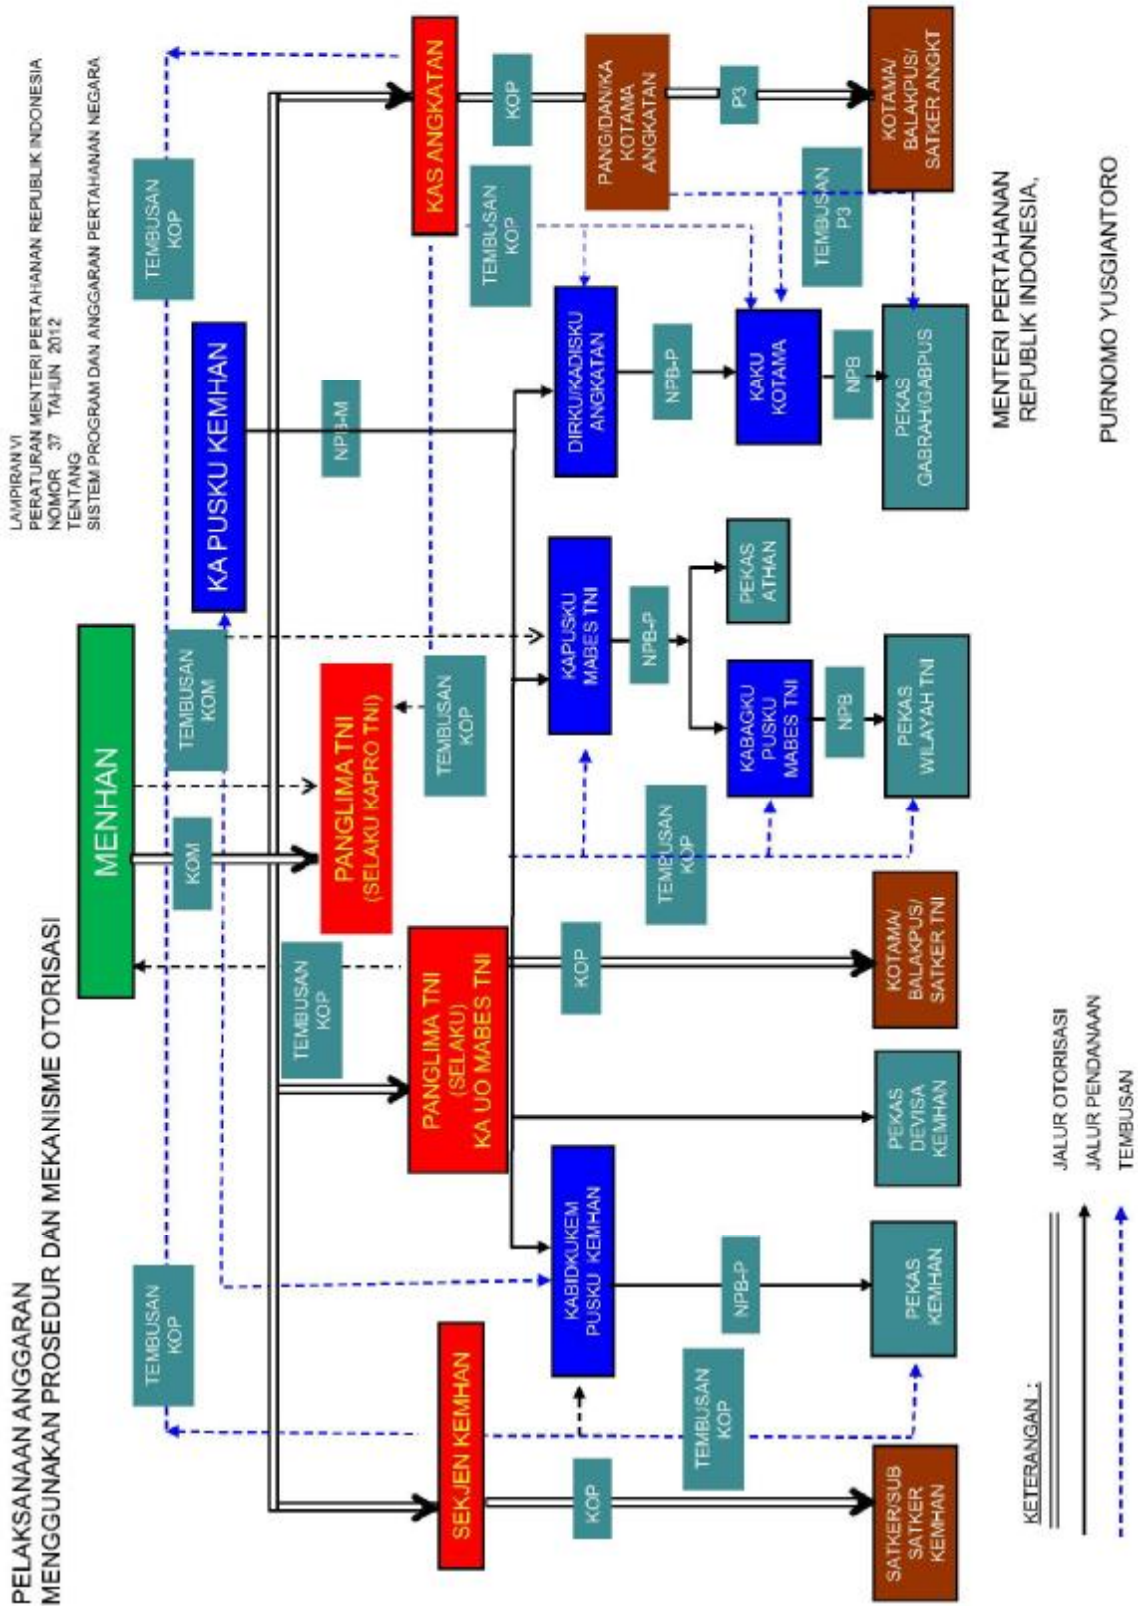 PELAKSANAAN ANGGARAN
MENGGUNAKAN PROSEDUR DAN MEKANISME OTORISASI
LAMPIRAN VI
PERATURAN MENTERI PERTAHANAN REPUBLIK INDONESIA
NOMOR 37 TAHUN 2012
TENTANG
SISTEM PROGRAM DAN ANGGARAN PERTAHANAN NEGARA
MENHAN
TEMBUSAN
KOP
TEMBUSAN
KOM
TEMBUSAN
KOP
KOM
KA PUSKU KEMHAN
TEMBUSAN
KOP
PANGLIMA TNI
(SELAKU KAPRO TNI)
NPB-M
SEKJEN KEMHAN
PANGLIMA TNI
(SELAKU)
KA UO MABES TNI
TEMBUSAN
KOP
KAS ANGKATAN
TEMBUSAN
KOP
KOP
KOP
KOP
KABIDKUKEM
PUSKU KEMHAN
KAPUSKU
MABES TNI
DIRKU/KADISKU
ANGKATAN
PANG/DAN/KA
KOTAMA
ANGKATAN
TEMBUSAN
KOP
NPB-P
TEMBUSAN
KOP
NPB-P
NPB-P
P3
KABAGKU
PUSKU
MABES TNI
PEKAS
ATHAN
KAKU
KOTAMA
TEMBUSAN
P3
NPB
NPB
SATKER/SUB
SATKER
KEMHAN
PEKAS
KEMHAN
PEKAS
DEVISA
KEMHAN
KOTAMA/
BALAKPUS/
SATKER TNI
PEKAS
WILAYAH TNI
PEKAS
GABRAH/GABPUS
KOTAMA/
BALAKPUS/
SATKER ANGKT
KETERANGAN :
JALUR OTORISASI
JALUR PENDANAAN
TEMBUSAN
MENTERI PERTAHANAN
REPUBLIK INDONESIA,
PURNOMO YUSGIANTORO